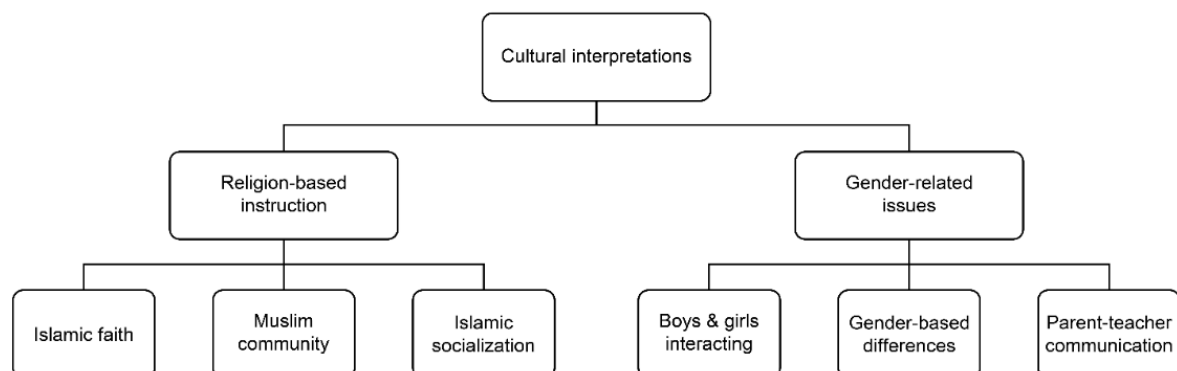 Cultural interpretations
Religion-based
instruction
Gender-related
issues
Islamic faith
Muslim
community
Islamic
socialization
Boys & girls
interacting
Gender-based
differences
Parent-teacher
communication